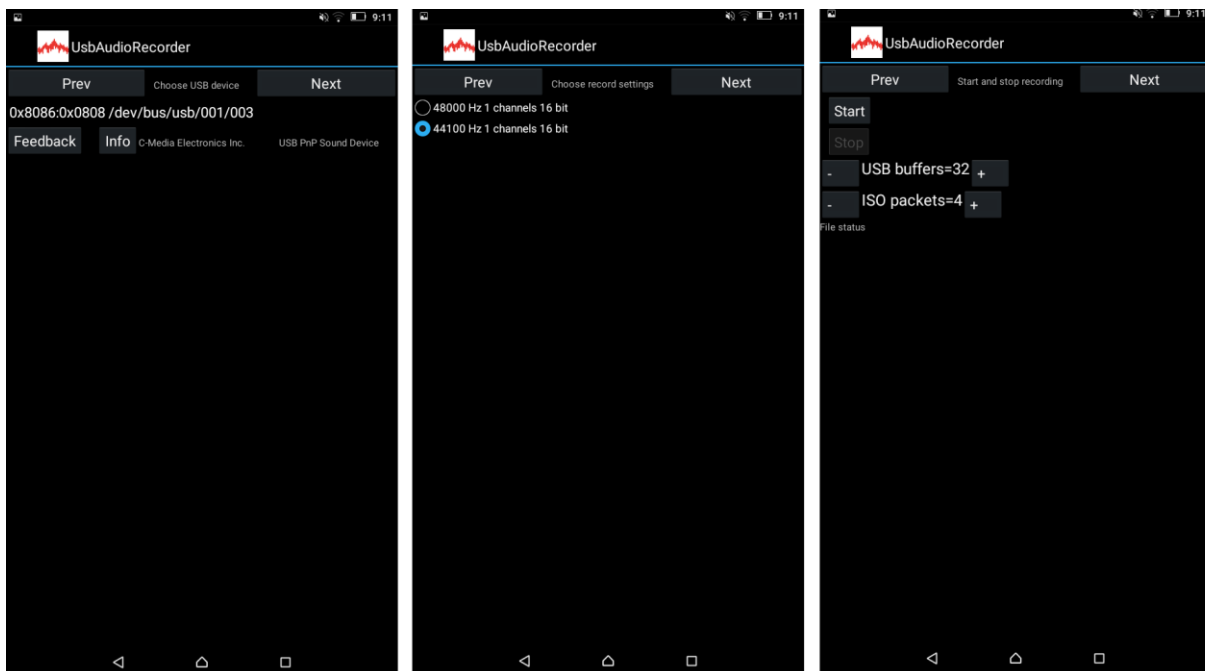 9:11
UsbAudioRecorder
Prev Choose USB device Next
0x8086:0x0808 /dev/bus/usb/001/003
Feedback Info C-Media Electronics Inc. USB PnP Sound Device
9:11
UsbAudioRecorder
Prev Choose record settings Next
48000 Hz 1 channels 16 bit
44100 Hz 1 channels 16 bit
9:11
UsbAudioRecorder
Prev Start and stop recording Next
Start
Stop
- USB buffers=32 +
- ISO packets=4 +
File status